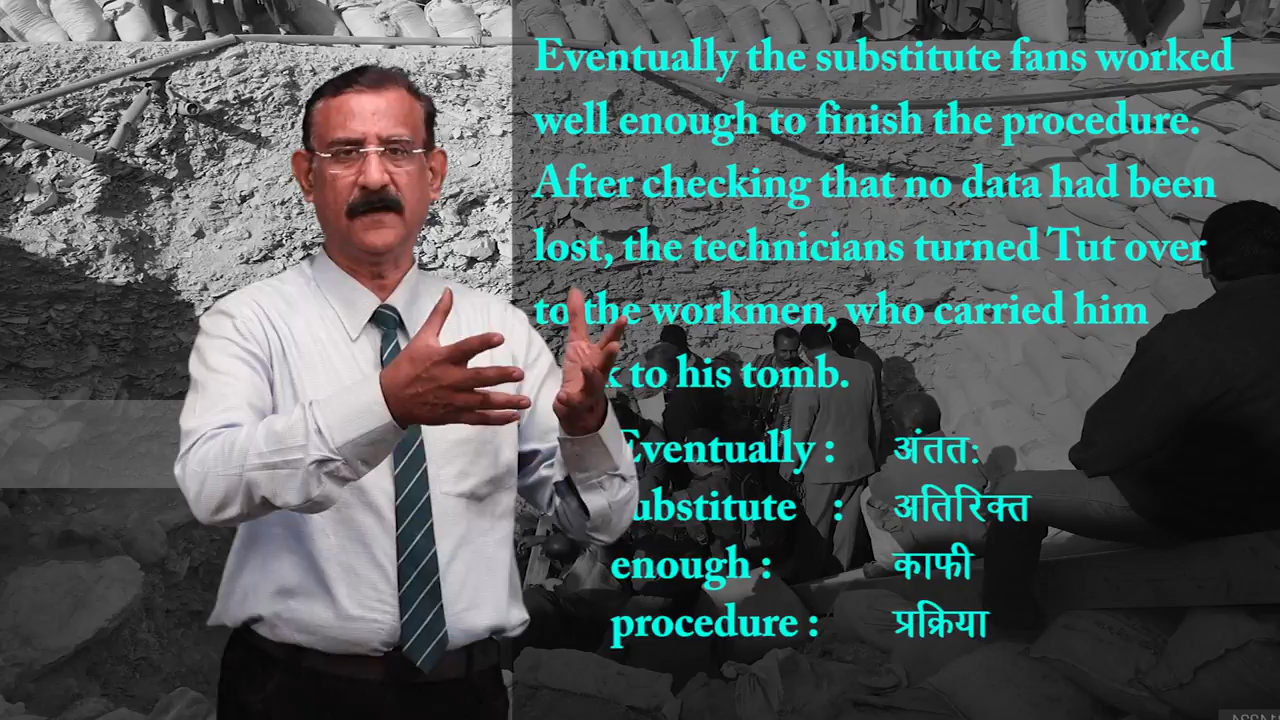 Eventually the substitute fans worked
well enough to finish the procedure.
After checking that no data had been
lost, the technicians turned Tut over
to the workmen, who carried him
to his tomb.
Eventually : अंततः
substitute : अतिरिक्त
enough : काफी
procedure : प्रक्रिया